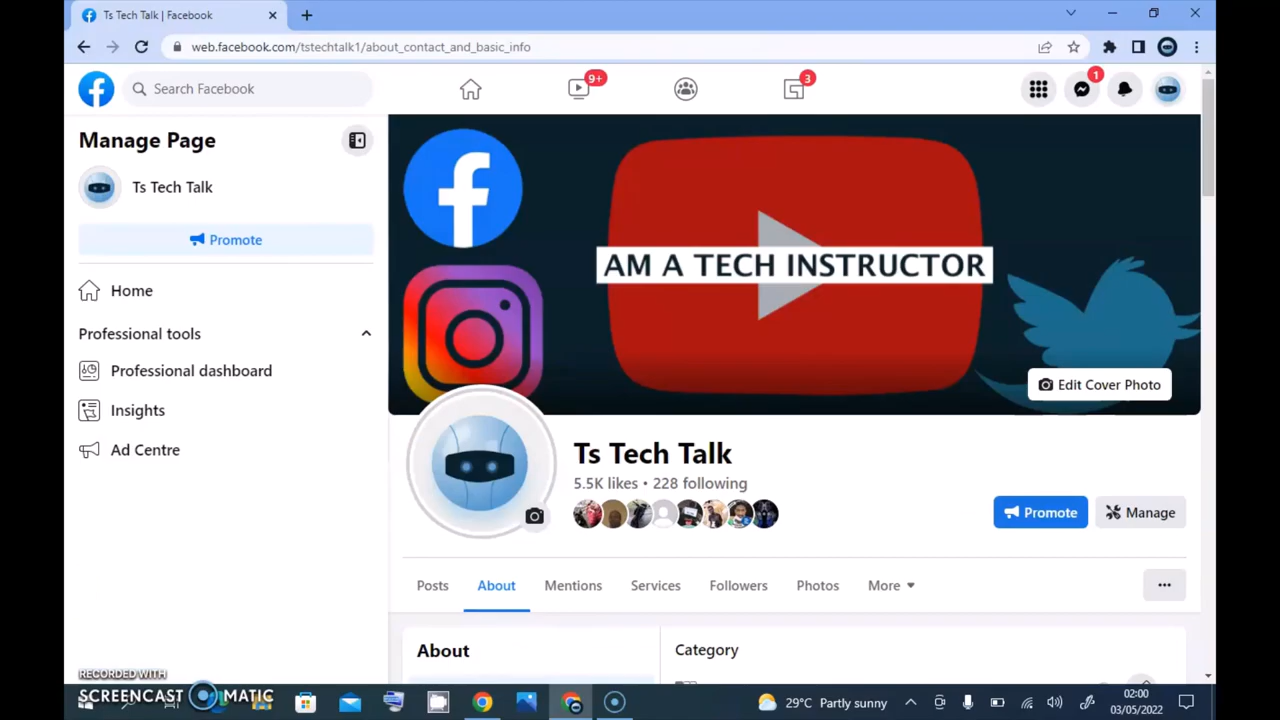 Ts Tech Talk | Facebook
web.facebook.com/tstechtalk1/about_contact_and_basic_info
Search Facebook
9+
3
1
Manage Page
Ts Tech Talk
Promote
Home
Professional tools
Professional dashboard
Insights
Ad Centre
AM A TECH INSTRUCTOR
Edit Cover Photo
Ts Tech Talk
5.5K likes • 228 following
Promote
Manage
Posts
About
Mentions
Services
Followers
Photos
More
About
Category
RECORDED WITH
SCREENCAST MATIC
29°C Partly sunny
02:00
03/05/2022